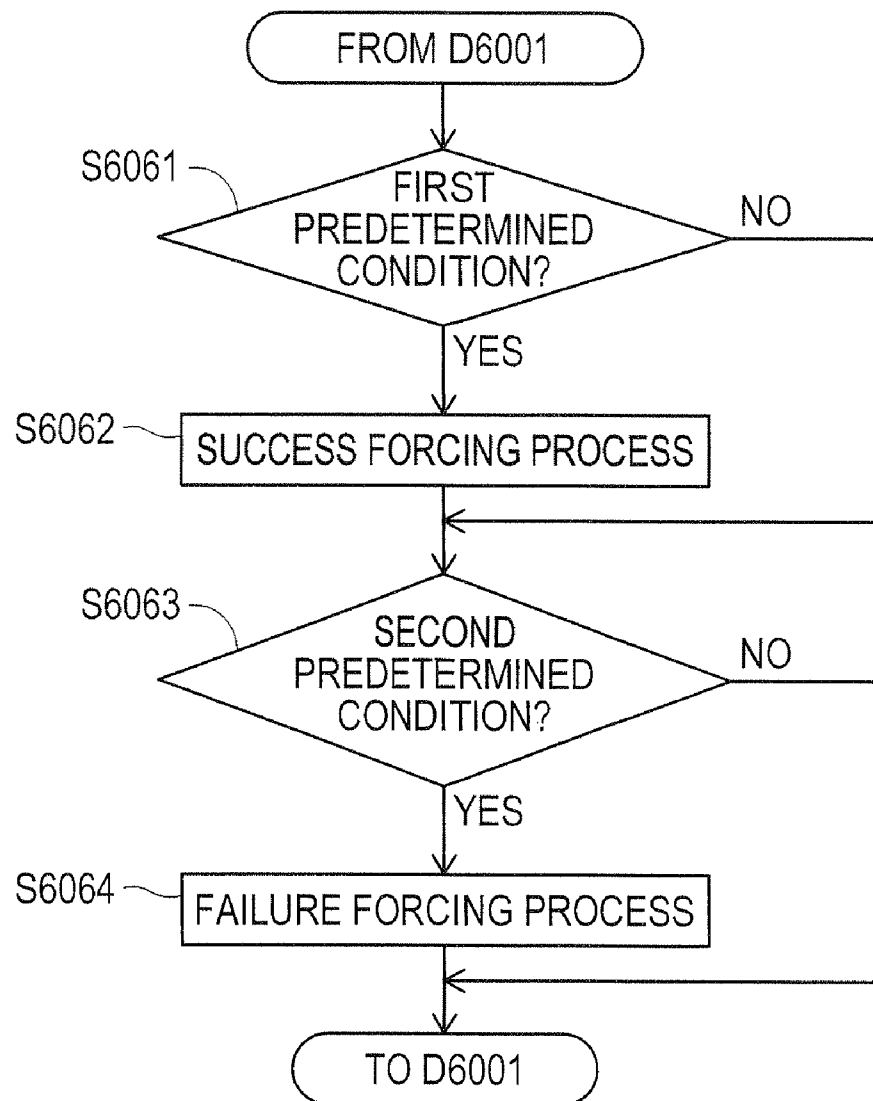 FROM D6001
S6061
FIRST
PREDETERMINED
CONDITION?
NO
YES
S6062
SUCCESS FORCING PROCESS
S6063
SECOND
PREDETERMINED
CONDITION?
NO
YES
S6064
FAILURE FORCING PROCESS
TO D6001